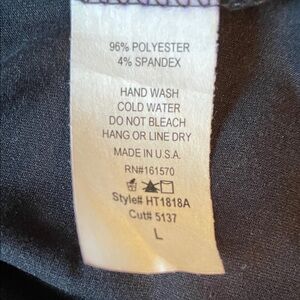 96% POLYESTER
4% SPANDEX
HAND WASH
COLD WATER
DO NOT BLEACH
HANG OR LINE DRY
MADE IN U.S.A.
RN#161570
Style# HT1818A
Cut# 5137
L